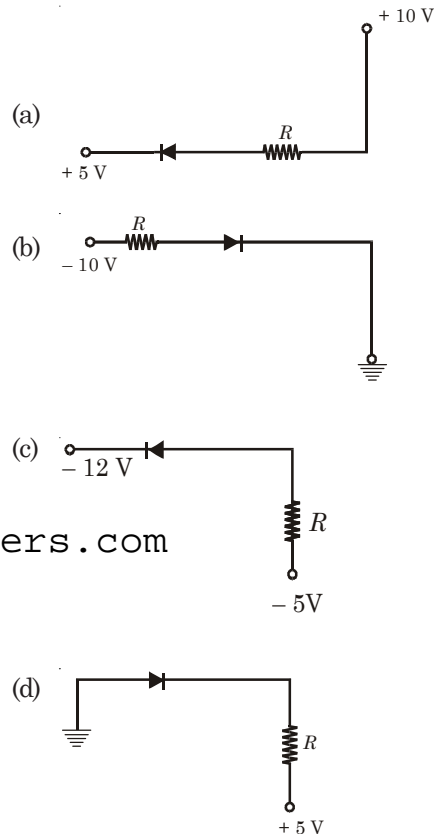 + 10 V
(a)
R
+ 5 V
R
(b)
– 10 V
(c)
– 12 V
R
ers.com
– 5V
(d)
R
+ 5 V